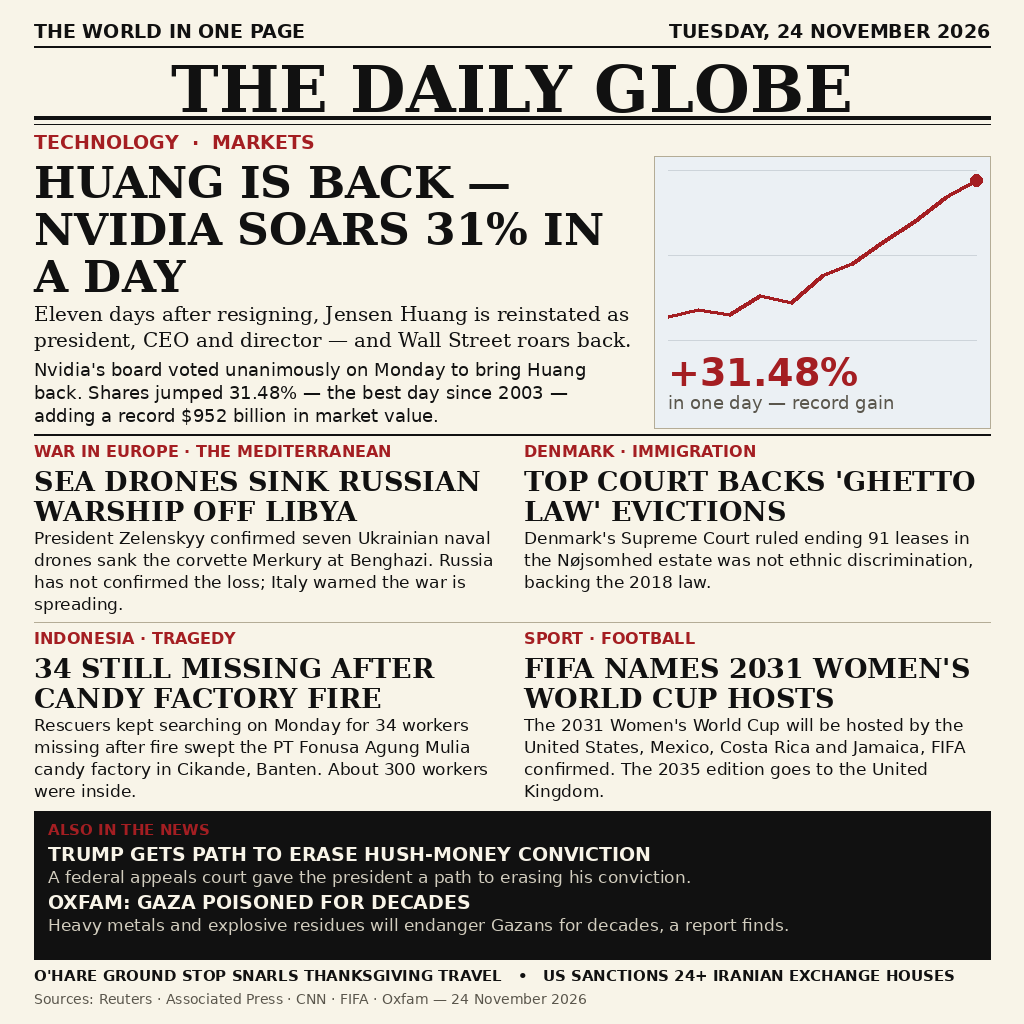 THE WORLD IN ONE PAGE
TUESDAY, 24 NOVEMBER 2026
THE DAILY GLOBE
TECHNOLOGY · MARKETS
HUANG IS BACK —
NVIDIA SOARS 31% IN
A DAY
Eleven days after resigning, Jensen Huang is reinstated as
president, CEO and director — and Wall Street roars back.
Nvidia's board voted unanimously on Monday to bring Huang
back. Shares jumped 31.48% — the best day since 2003 —
adding a record $952 billion in market value.
+31.48%
in one day — record gain
WAR IN EUROPE · THE MEDITERRANEAN
SEA DRONES SINK RUSSIAN
WARSHIP OFF LIBYA
President Zelenskyy confirmed seven Ukrainian naval
drones sank the corvette Merkury at Benghazi. Russia
has not confirmed the loss; Italy warned the war is
spreading.
DENMARK · IMMIGRATION
TOP COURT BACKS 'GHETTO
LAW' EVICTIONS
Denmark's Supreme Court ruled ending 91 leases in
the Nøjsomhed estate was not ethnic discrimination,
backing the 2018 law.
INDONESIA · TRAGEDY
34 STILL MISSING AFTER
CANDY FACTORY FIRE
Rescuers kept searching on Monday for 34 workers
missing after fire swept the PT Fonusa Agung Mulia
candy factory in Cikande, Banten. About 300 workers
were inside.
SPORT · FOOTBALL
FIFA NAMES 2031 WOMEN'S
WORLD CUP HOSTS
The 2031 Women's World Cup will be hosted by the
United States, Mexico, Costa Rica and Jamaica, FIFA
confirmed. The 2035 edition goes to the United
Kingdom.
ALSO IN THE NEWS
TRUMP GETS PATH TO ERASE HUSH-MONEY CONVICTION
A federal appeals court gave the president a path to erasing his conviction.
OXFAM: GAZA POISONED FOR DECADES
Heavy metals and explosive residues will endanger Gazans for decades, a report finds.
O'HARE GROUND STOP SNARLS THANKSGIVING TRAVEL • US SANCTIONS 24+ IRANIAN EXCHANGE HOUSES
Sources: Reuters · Associated Press · CNN · FIFA · Oxfam — 24 November 2026